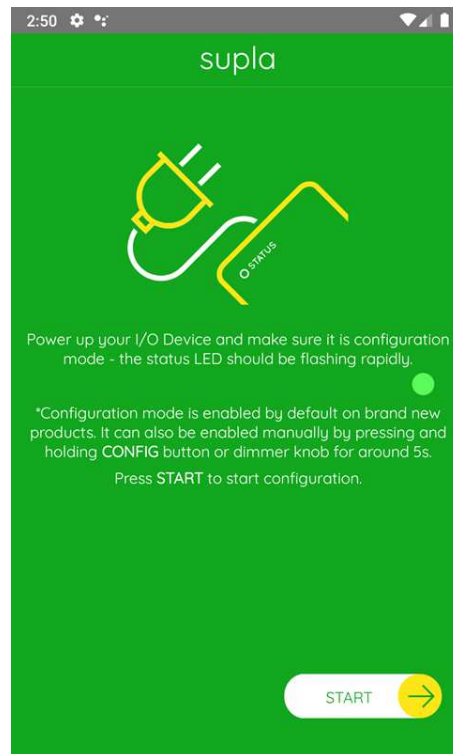 2:50
supla
STATUS
Power up your I/O Device and make sure it is configuration
mode - the status LED should be flashing rapidly.
*Configuration mode is enabled by default on brand new
products. It can also be enabled manually by pressing and
holding CONFIG button or dimmer knob for around 5s.
Press START to start configuration.
START